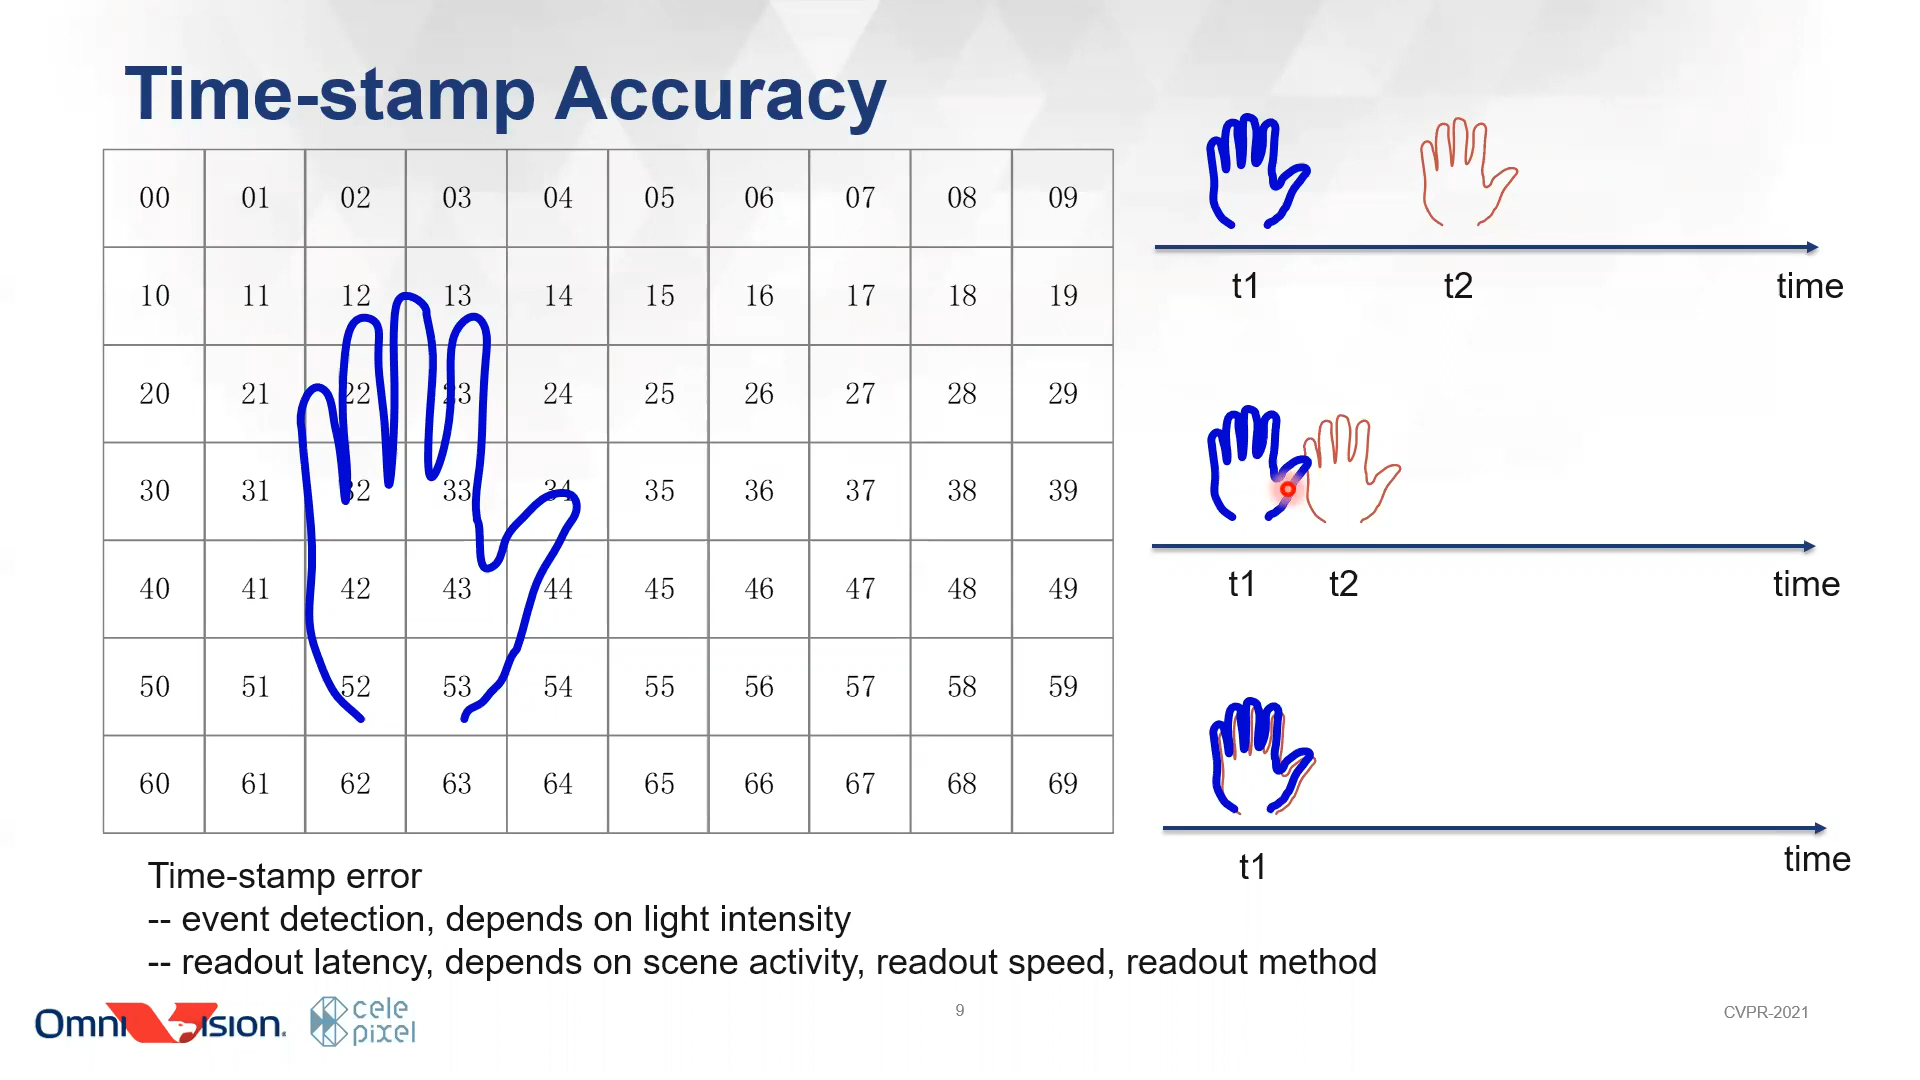 Time-stamp Accuracy
00 01 02 03 04 05 06 07 08 09
10 11 12 13 14 15 16 17 18 19
20 21 22 23 24 25 26 27 28 29
30 31 32 33 34 35 36 37 38 39
40 41 42 43 44 45 46 47 48 49
50 51 52 53 54 55 56 57 58 59
60 61 62 63 64 65 66 67 68 69
t1 t2 time
t1 t2 time
t1 time
Time-stamp error
-- event detection, depends on light intensity
-- readout latency, depends on scene activity, readout speed, readout method
OmniVision.
cele
pixel
9
CVPR-2021